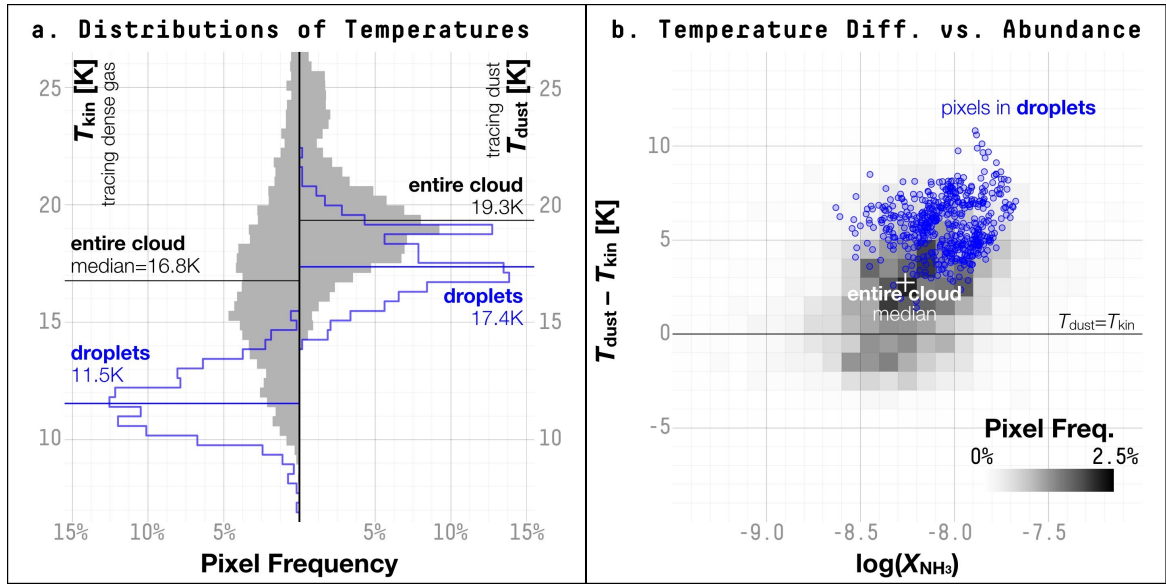 a. Distributions of Temperatures
Tkin [K]
tracing dense gas
tracing dust
Tdust [K]
25
25
20
20
15
15
10
10
entire cloud
19.3K
entire cloud
median=16.8K
droplets
17.4K
droplets
11.5K
15%
10%
5%
5%
10%
15%
Pixel Frequency
b. Temperature Diff. vs. Abundance
Tdust − Tkin [K]
10
5
0
-5
pixels in droplets
entire cloud
median
Tdust=Tkin
Pixel Freq.
0%
2.5%
-9.0
-8.5
-8.0
-7.5
log(XNH3)